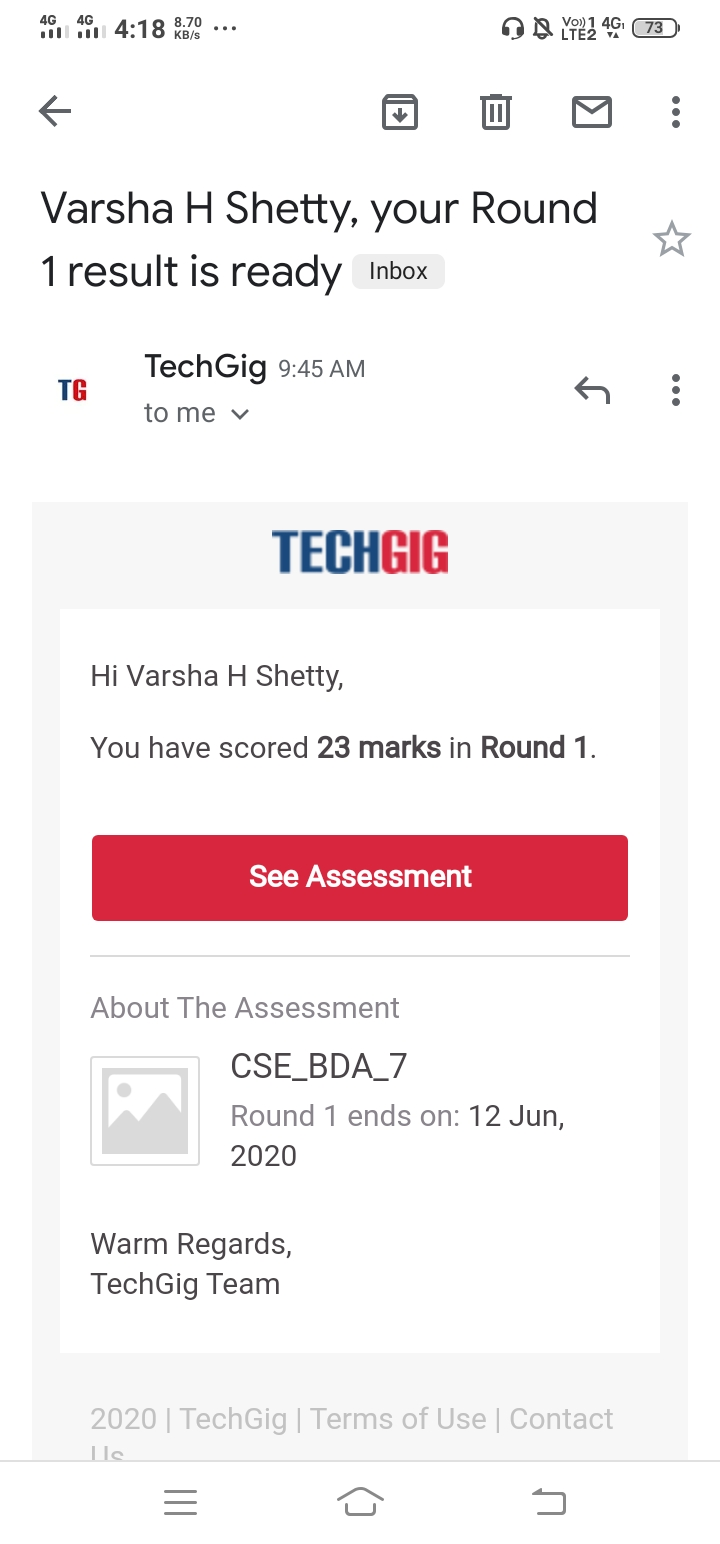 4G 4G 4:18 8.70 KB/s ... Vo))1 LTE2 4G 73
Varsha H Shetty, your Round
1 result is ready Inbox
TG TechGig 9:45 AM
to me
TECHGIG
Hi Varsha H Shetty,
You have scored 23 marks in Round 1.
See Assessment
About The Assessment
CSE_BDA_7
Round 1 ends on: 12 Jun,
2020
Warm Regards,
TechGig Team
2020 | TechGig | Terms of Use | Contact
Us